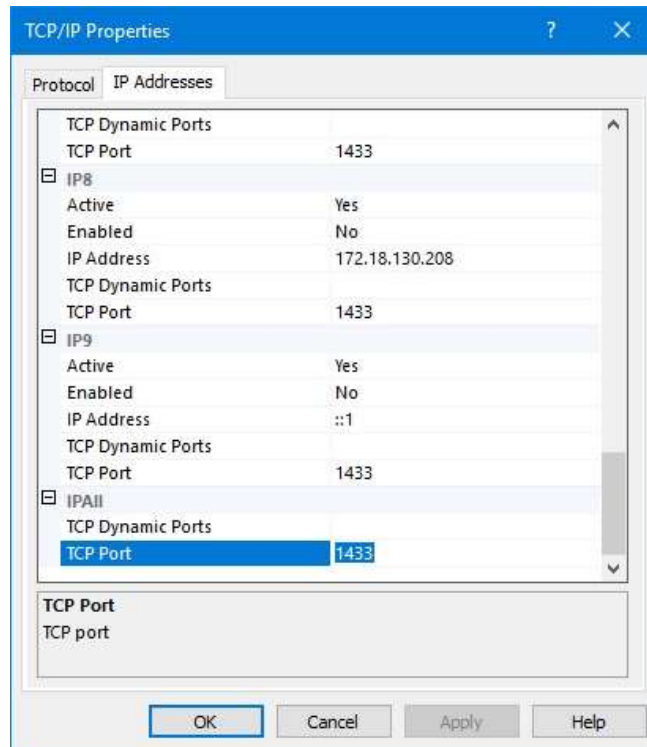 TCP/IP Properties
Protocol IP Addresses
TCP Dynamic Ports
TCP Port 1433
IP8
Active Yes
Enabled No
IP Address 172.18.130.208
TCP Dynamic Ports
TCP Port 1433
IP9
Active Yes
Enabled No
IP Address ::1
TCP Dynamic Ports
TCP Port 1433
IPAll
TCP Dynamic Ports
TCP Port 1433
TCP Port
TCP port
OK Cancel Apply Help